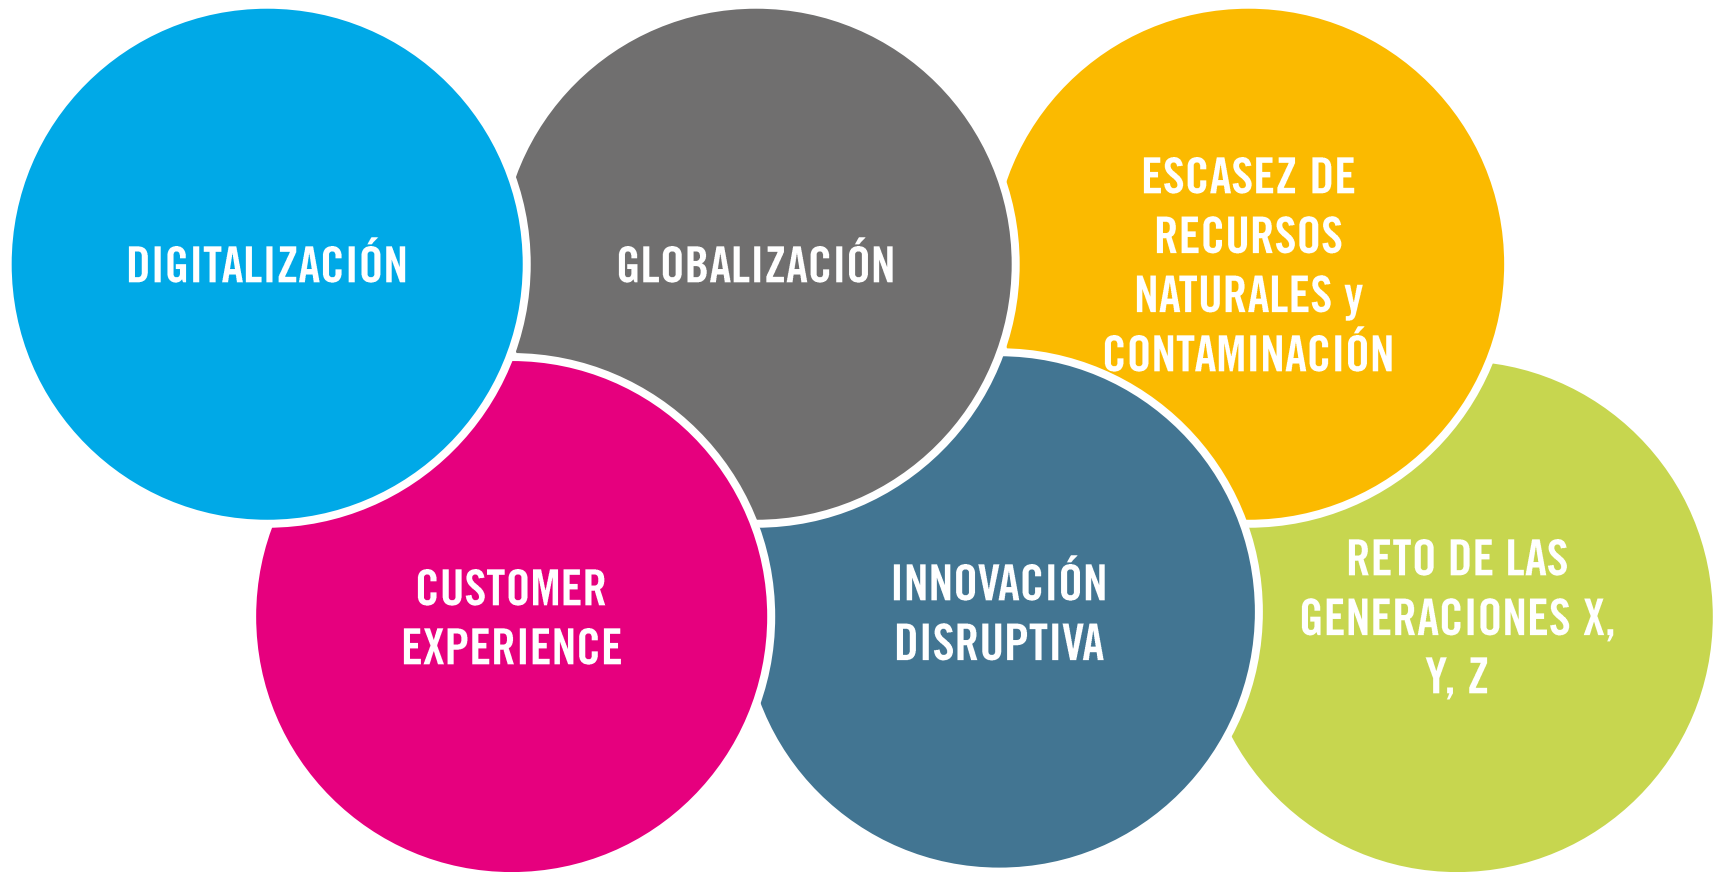 DIGITALIZACIÓN
GLOBALIZACIÓN
ESCASEZ DE
RECURSOS
NATURALES y
CONTAMINACIÓN
CUSTOMER
EXPERIENCE
INNOVACIÓN
DISRUPTIVA
RETO DE LAS
GENERACIONES X,
Y, Z